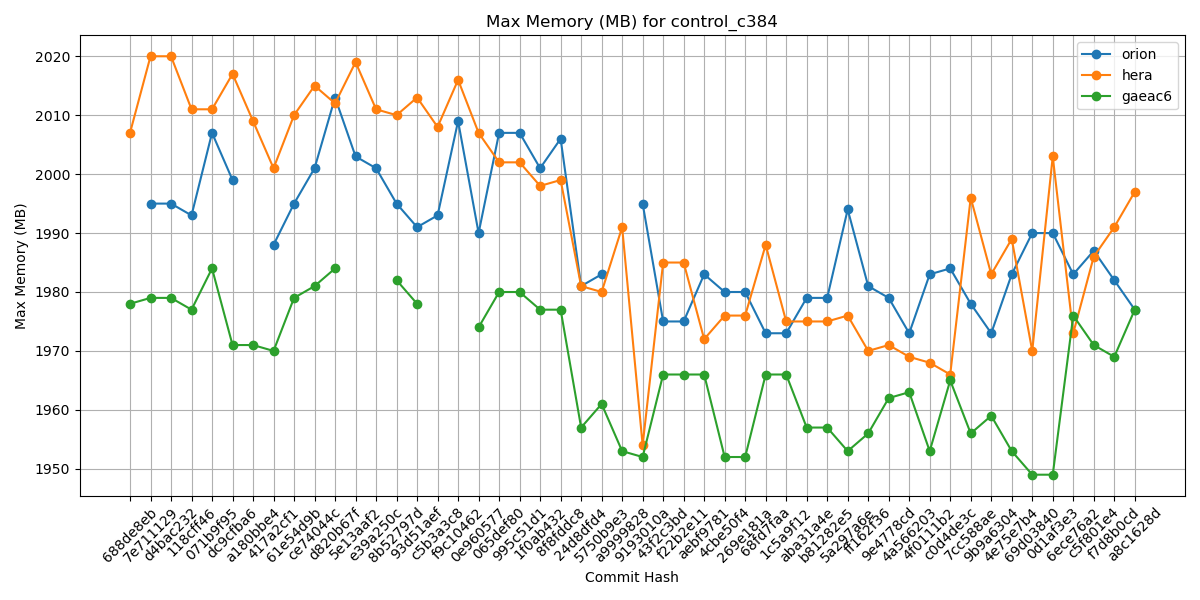 Max Memory (MB) for control_c384
orion
hera
gaeac6
Max Memory (MB)
2020
2010
2000
1990
1980
1970
1960
1950
688de8eb
7e711129
d4bac232
118cff46
071b9f95
dc9cfba6
a180bbe4
417a2cf1
61e54d9b
ce74044c
d820b67f
5e13aaf2
e39a250c
8b52797d
93d51aef
c5b3a3c8
f9c10462
0e960577
065def80
995c51d1
1f0ab432
8f8fddc8
24d8dfd4
5750b9e3
a9999828
9193010a
43f2c3bd
f22b2e11
aebf9781
4cbe50f4
269e181a
68fd7faa
1c5a9f12
aba31a4e
b81282e5
5a297a6e
ff162f36
9e4778cd
4a566203
4f0111b2
c0d4de3c
7cc588ae
9b9a6304
4e75e7b4
69d03840
0d1af3e3
6ece76a2
c5f801e4
f7d8b0cd
a8c1628d
Commit Hash